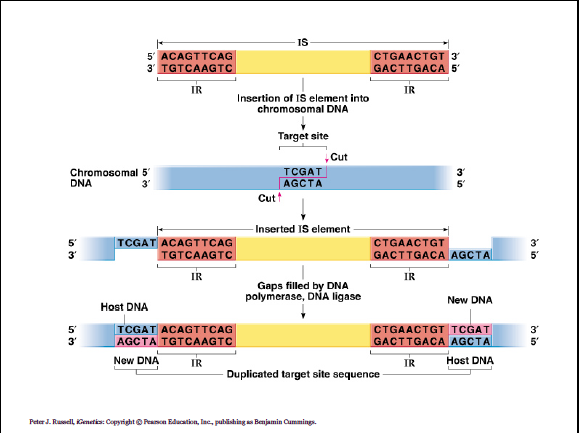 IS
5′ ACAGTTCAG CTGAACTGT 3′
3′ TGTCAAGTC GACTTGACA 5′
IR IR
Insertion of IS element into
chromosomal DNA
Target site
Cut
Chromosomal 5′ TCGAT 3′
DNA 3′ AGCTA 5′
Cut
Inserted IS element
5′ TCGAT ACAGTTCAG CTGAACTGT 3′
3′ TGTCAAGTC GACTTGACA AGCTA 5′
IR IR
Gaps filled by DNA
polymerase, DNA ligase
Host DNA New DNA
5′ TCGAT ACAGTTCAG CTGAACTGT TCGAT 3′
3′ AGCTA TGTCAAGTC GACTTGACA AGCTA 5′
New DNA IR IR Host DNA
Duplicated target site sequence
Peter J. Russell, iGenetics: Copyright © Pearson Education, Inc., publishing as Benjamin Cummings.